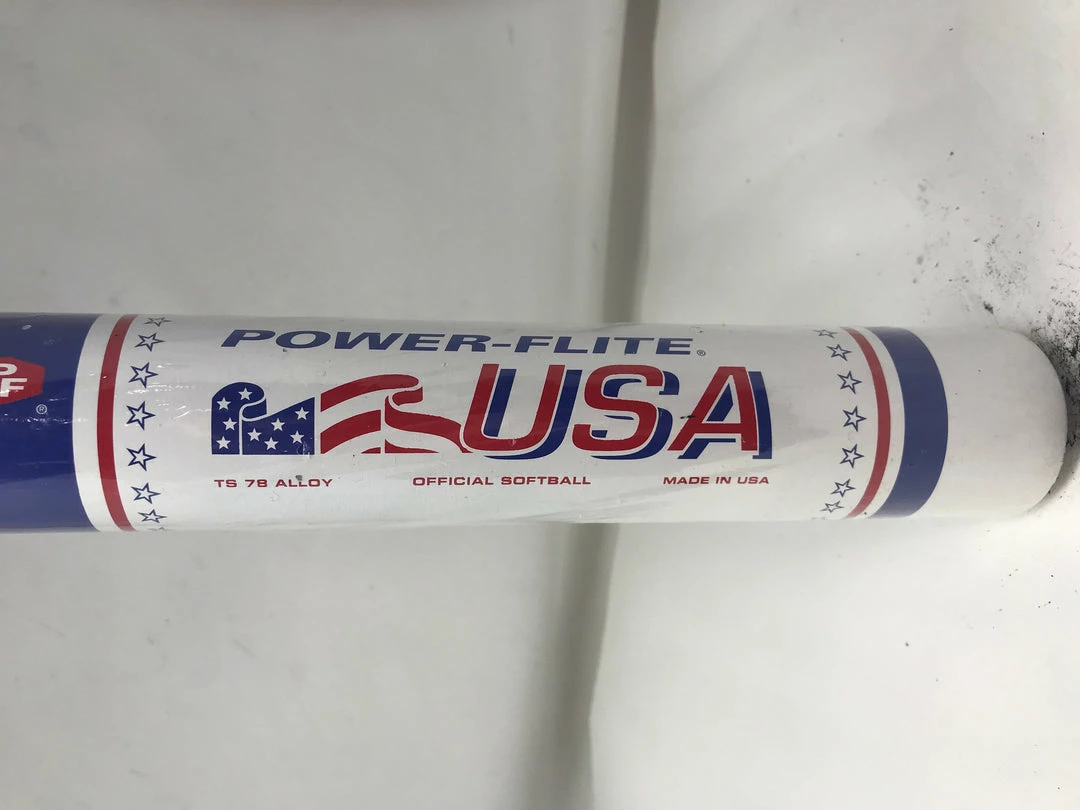 POWER-FLITE®
USA
TS 78 ALLOY OFFICIAL SOFTBALL MADE IN USA
®